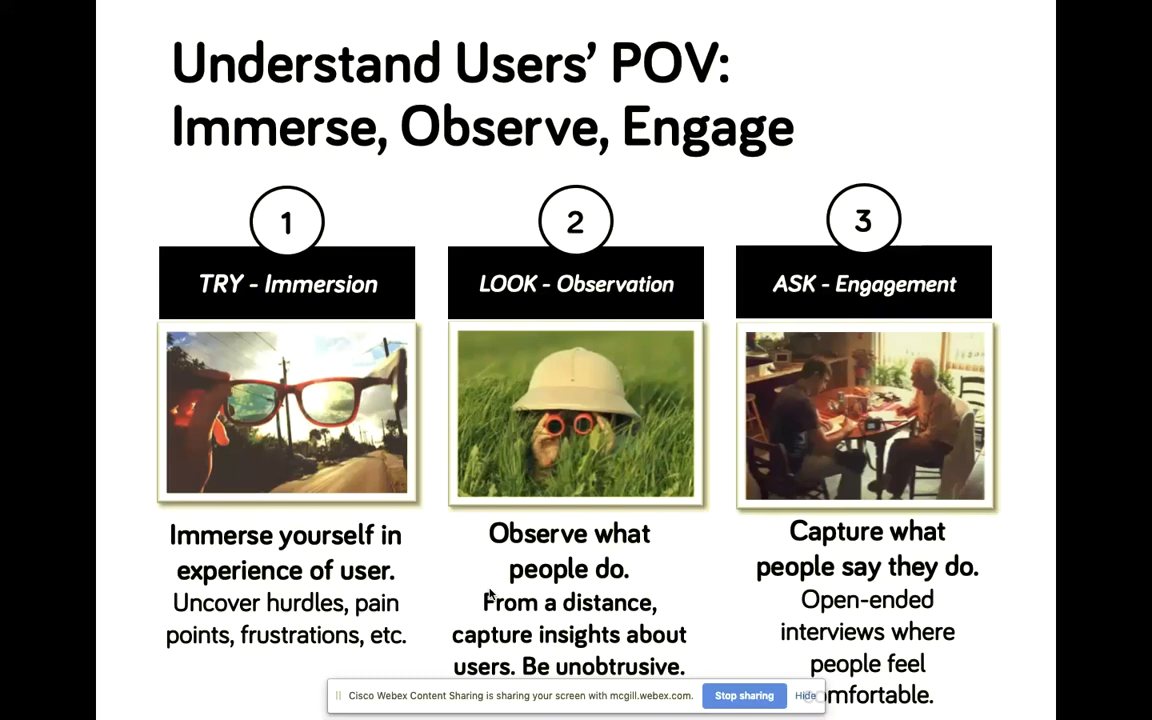 Understand Users’ POV:
Immerse, Observe, Engage
1
TRY - Immersion
Immerse yourself in
experience of user.
Uncover hurdles, pain
points, frustrations, etc.
2
LOOK - Observation
Observe what
people do.
From a distance,
capture insights about
users. Be unobtrusive.
3
ASK - Engagement
Capture what
people say they do.
Open-ended
interviews where
people feel
comfortable.
Cisco Webex Content Sharing is sharing your screen with mcgill.webex.com.
Stop sharing
Hide